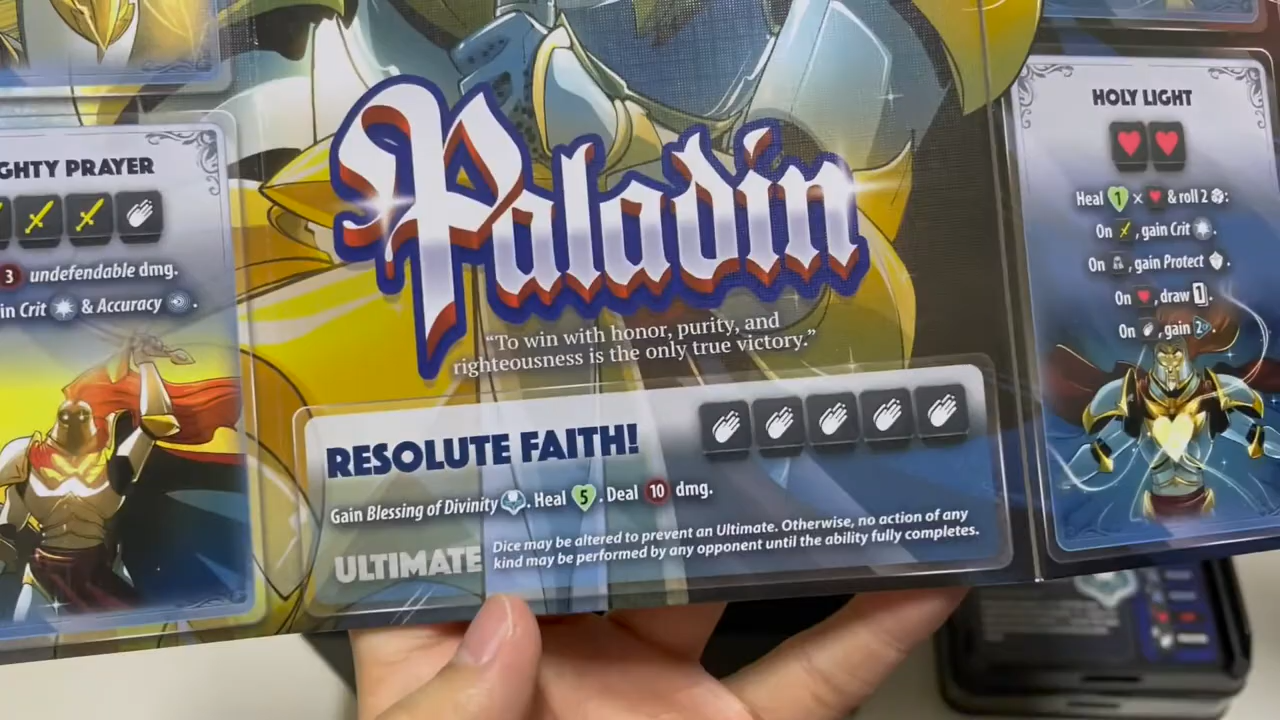 GHTY PRAYER
3 undefendable dmg.
in Crit & Accuracy .
Paladin
“To win with honor, purity, and
righteousness is the only true victory.”
RESOLUTE FAITH!
Gain Blessing of Divinity . Heal 5 . Deal 10 dmg.
ULTIMATE
Dice may be altered to prevent an Ultimate. Otherwise, no action of any
kind may be performed by any opponent until the ability fully completes.
HOLY LIGHT
Heal 1 × & roll 2 :
On , gain Crit .
On , gain Protect .
On , draw 1 .
On , gain 2